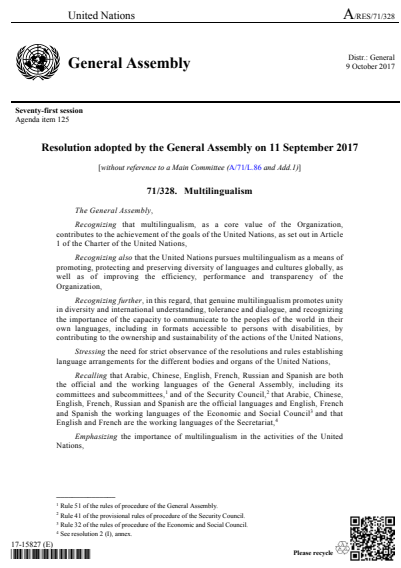 United Nations A/RES/71/328
General Assembly
Distr.: General
9 October 2017
Seventy-first session
Agenda item 125
Resolution adopted by the General Assembly on 11 September 2017
[without reference to a Main Committee (A/71/L.86 and Add.1)]
71/328. Multilingualism
The General Assembly,
Recognizing that multilingualism, as a core value of the Organization,
contributes to the achievement of the goals of the United Nations, as set out in Article
1 of the Charter of the United Nations,
Recognizing also that the United Nations pursues multilingualism as a means of
promoting, protecting and preserving diversity of languages and cultures globally, as
well as of improving the efficiency, performance and transparency of the
Organization,
Recognizing further, in this regard, that genuine multilingualism promotes unity
in diversity and international understanding, tolerance and dialogue, and recognizing
the importance of the capacity to communicate to the peoples of the world in their
own languages, including in formats accessible to persons with disabilities, by
contributing to the ownership and sustainability of the actions of the United Nations,
Stressing the need for strict observance of the resolutions and rules establishing
language arrangements for the different bodies and organs of the United Nations,
Recalling that Arabic, Chinese, English, French, Russian and Spanish are both
the official and the working languages of the General Assembly, including its
committees and subcommittees,¹ and of the Security Council,² that Arabic, Chinese,
English, French, Russian and Spanish are the official languages and English, French
and Spanish the working languages of the Economic and Social Council³ and that
English and French are the working languages of the Secretariat,⁴
Emphasizing the importance of multilingualism in the activities of the United
Nations,
¹ Rule 51 of the rules of procedure of the General Assembly.
² Rule 41 of the provisional rules of procedure of the Security Council.
³ Rule 32 of the rules of procedure of the Economic and Social Council.
⁴ See resolution 2 (I), annex.
17-15827 (E)
Please recycle